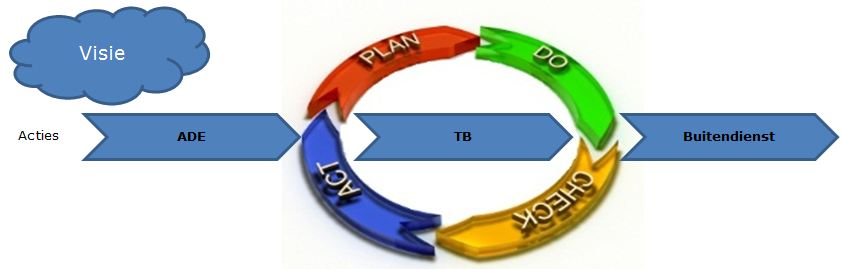 Visie
PLAN
DO
Acties
ADE
TB
Buitendienst
ACT
CHECK